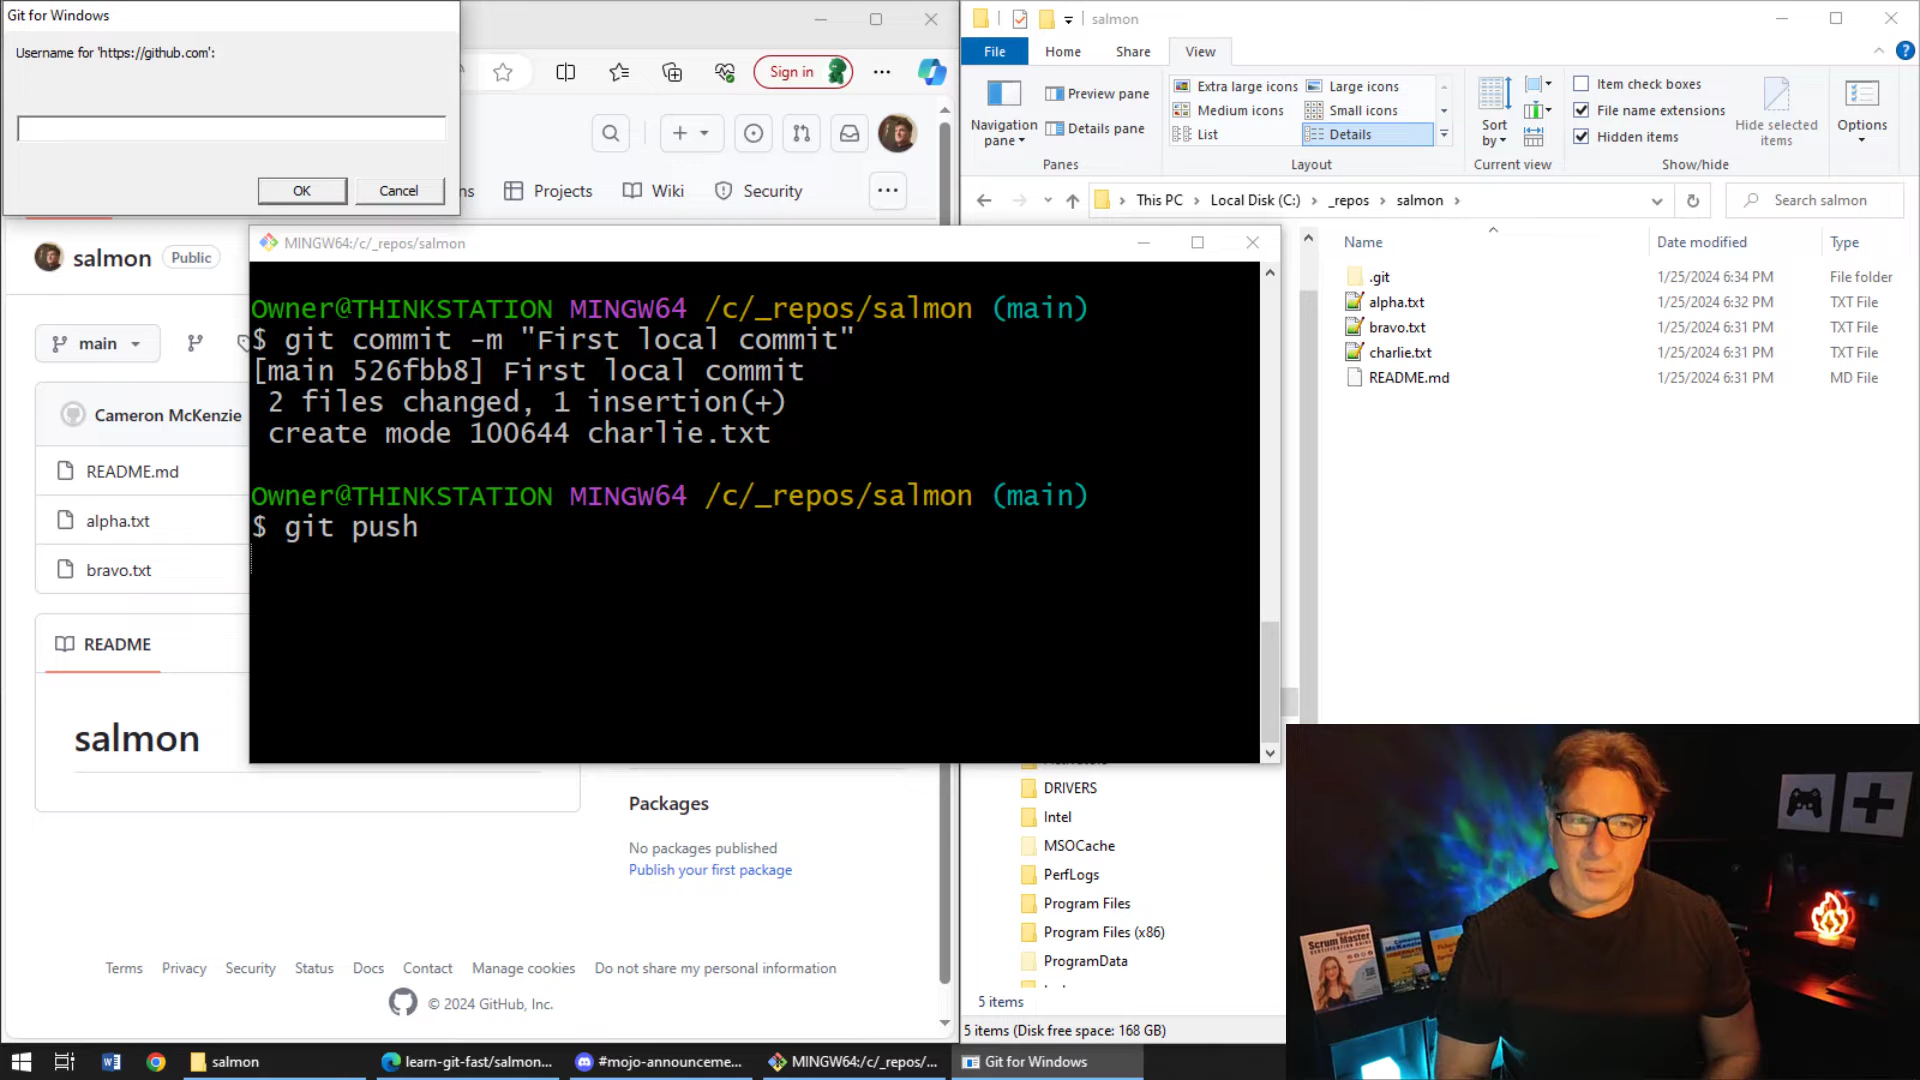 Git for Windows
Username for 'https://github.com':
OK
Cancel
Sign in
Projects
Wiki
Security
salmon
Public
main
Cameron McKenzie
README.md
alpha.txt
bravo.txt
README
salmon
Packages
No packages published
Publish your first package
Terms
Privacy
Security
Status
Docs
Contact
Manage cookies
Do not share my personal information
© 2024 GitHub, Inc.
MINGW64:/c/_repos/salmon
Owner@THINKSTATION MINGW64 /c/_repos/salmon (main)
$ git commit -m "First local commit"
[main 526fbb8] First local commit
2 files changed, 1 insertion(+)
create mode 100644 charlie.txt
Owner@THINKSTATION MINGW64 /c/_repos/salmon (main)
$ git push
salmon
File
Home
Share
View
Navigation pane
Preview pane
Details pane
Panes
Extra large icons
Large icons
Medium icons
Small icons
List
Details
Layout
Sort by
Current view
Item check boxes
File name extensions
Hidden items
Hide selected items
Show/hide
Options
This PC > Local Disk (C:) > _repos > salmon >
Search salmon
Name Date modified Type
.git 1/25/2024 6:34 PM File folder
alpha.txt 1/25/2024 6:32 PM TXT File
bravo.txt 1/25/2024 6:31 PM TXT File
charlie.txt 1/25/2024 6:31 PM TXT File
README.md 1/25/2024 6:31 PM MD File
DRIVERS
Intel
MSOCache
PerfLogs
Program Files
Program Files (x86)
ProgramData
5 items
5 items (Disk free space: 168 GB)
Scrum Master
salmon
learn-git-fast/salmon...
#mojo-announceme...
MINGW64:/c/_repos/...
Git for Windows